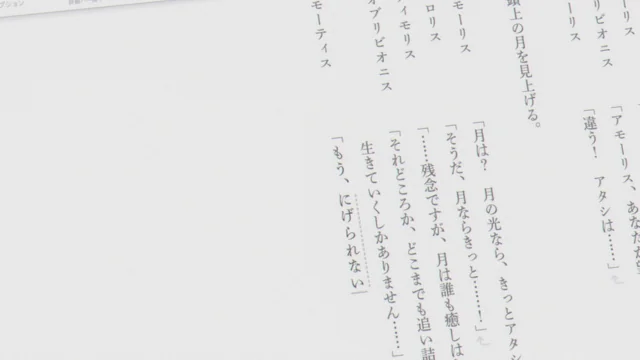 リス
アモーリス
オブリビオニス
「アモーリス、あなたが
「違う！　アタシは……」
頭上の月を見上げる。
モーリス
ロリス
ティモリス
オブリビオニス
モーティス
「月は？　月の光なら、きっとアタシ
「そうだ、月ならきっと……！」
「……残念ですが、月は誰も癒しは
「それどころか、どこまでも追い詰
生きていくしかありません……」
「もう、にげられない」